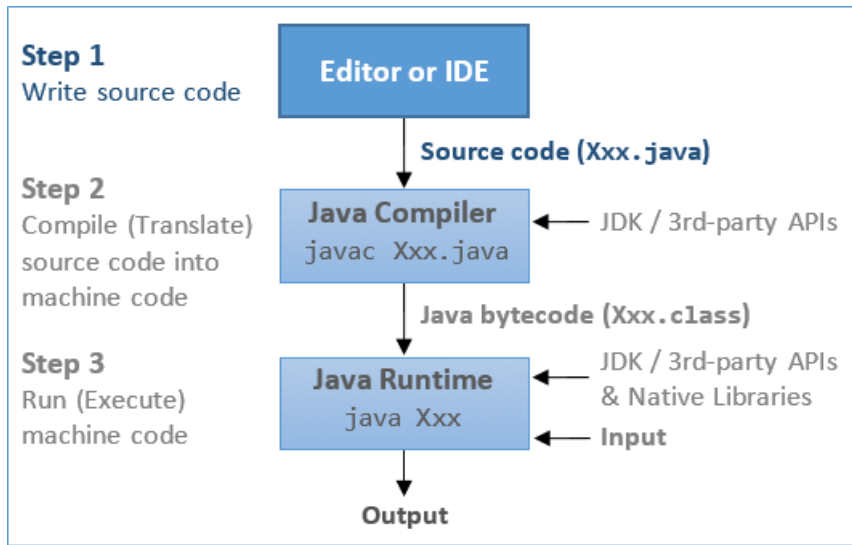 Step 1
Write source code
Editor or IDE
Source code (Xxx.java)
Step 2
Compile (Translate)
source code into
machine code
Java Compiler
javac Xxx.java
JDK / 3rd-party APIs
Java bytecode (Xxx.class)
Step 3
Run (Execute)
machine code
Java Runtime
java Xxx
JDK / 3rd-party APIs
& Native Libraries
Input
Output